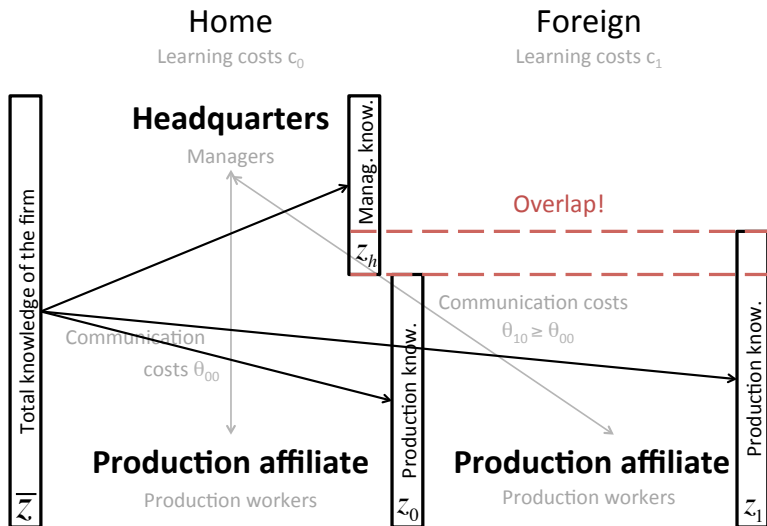 Home
Foreign
Learning costs c₀
Learning costs c₁
Headquarters
Managers
Manag. know.
z_h
Overlap!
Total knowledge of the firm
z̄
Communication
costs θ₀₀
Communication costs
θ₁₀ ≥ θ₀₀
Production know.
z₀
Production know.
z₁
Production affiliate
Production affiliate
Production workers
Production workers